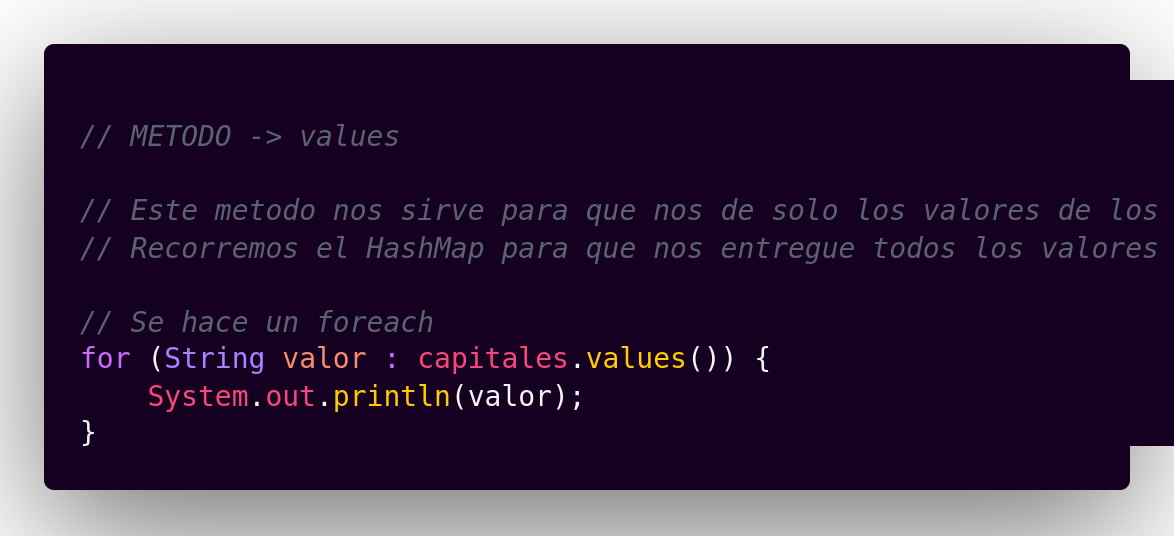 // METODO -> values
// Este metodo nos sirve para que nos de solo los valores de los
// Recorremos el HashMap para que nos entregue todos los valores
// Se hace un foreach
for (String valor : capitales.values()) {
    System.out.println(valor);
}